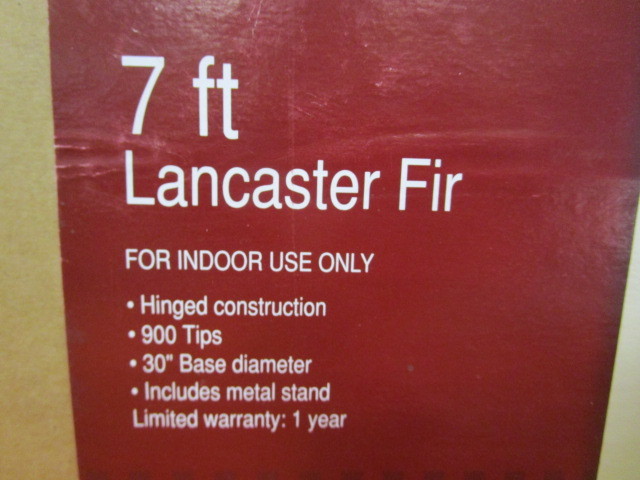 7 ft
Lancaster Fir
FOR INDOOR USE ONLY
• Hinged construction
• 900 Tips
• 30" Base diameter
• Includes metal stand
Limited warranty: 1 year